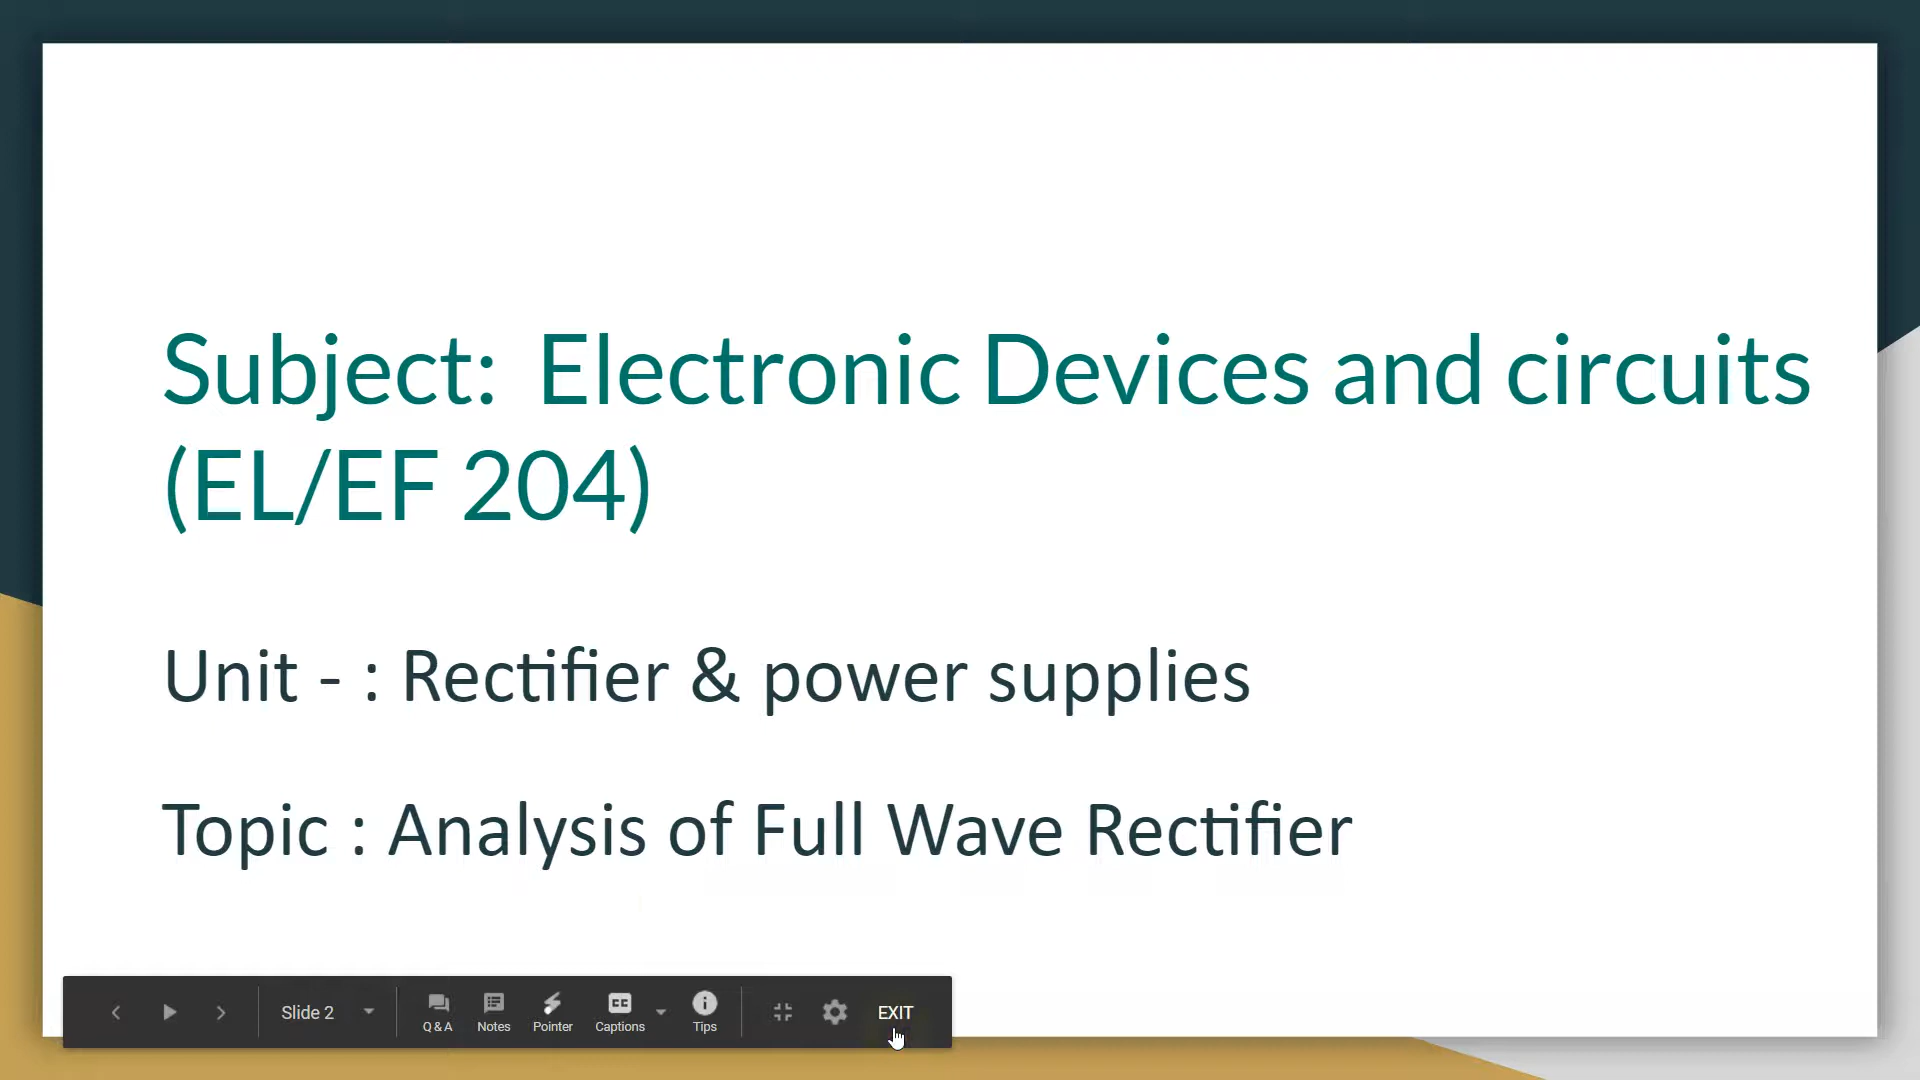 Subject: Electronic Devices and circuits
(EL/EF 204)
Unit - : Rectifier & power supplies
Topic : Analysis of Full Wave Rectifier
Slide 2
Q & A
Notes
Pointer
CC
Captions
Tips
EXIT